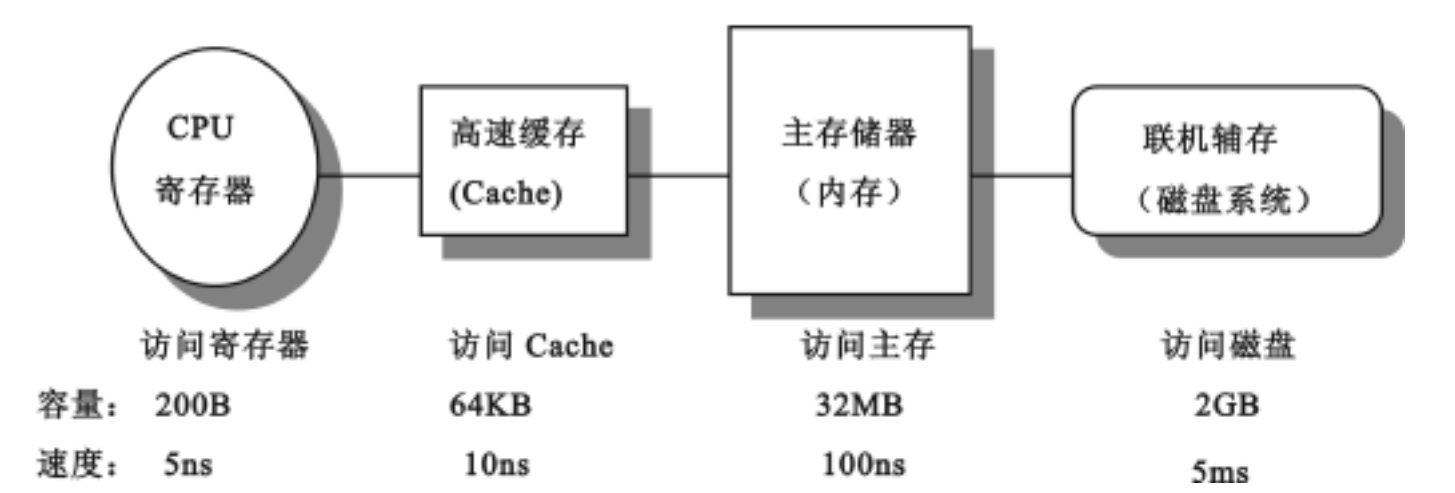 CPU
寄存器
高速缓存
(Cache)
主存储器
（内存）
联机辅存
（磁盘系统）
访问寄存器 访问 Cache 访问主存 访问磁盘
容量： 200B 64KB 32MB 2GB
速度： 5ns 10ns 100ns 5ms